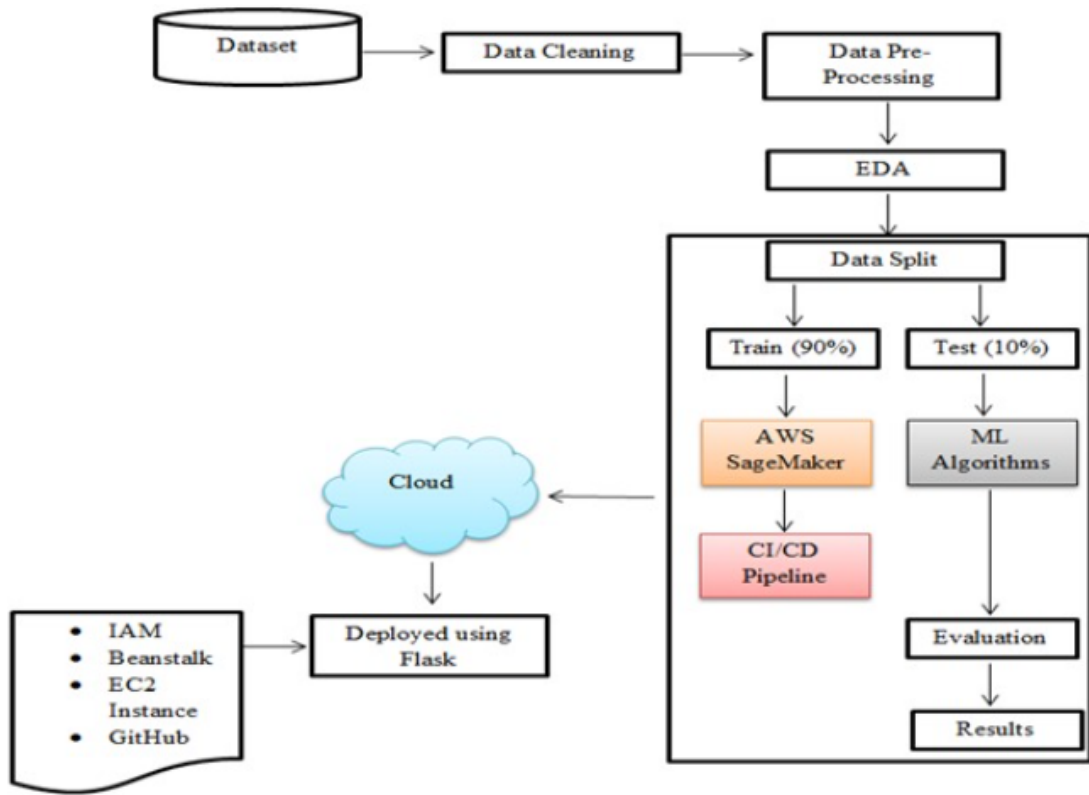 Dataset
Data Cleaning
Data Pre-
Processing
EDA
Data Split
Train (90%)
Test (10%)
AWS
SageMaker
ML
Algorithms
CI/CD
Pipeline
Evaluation
Results
Cloud
Deployed using
Flask
• IAM
• Beanstalk
• EC2
Instance
• GitHub